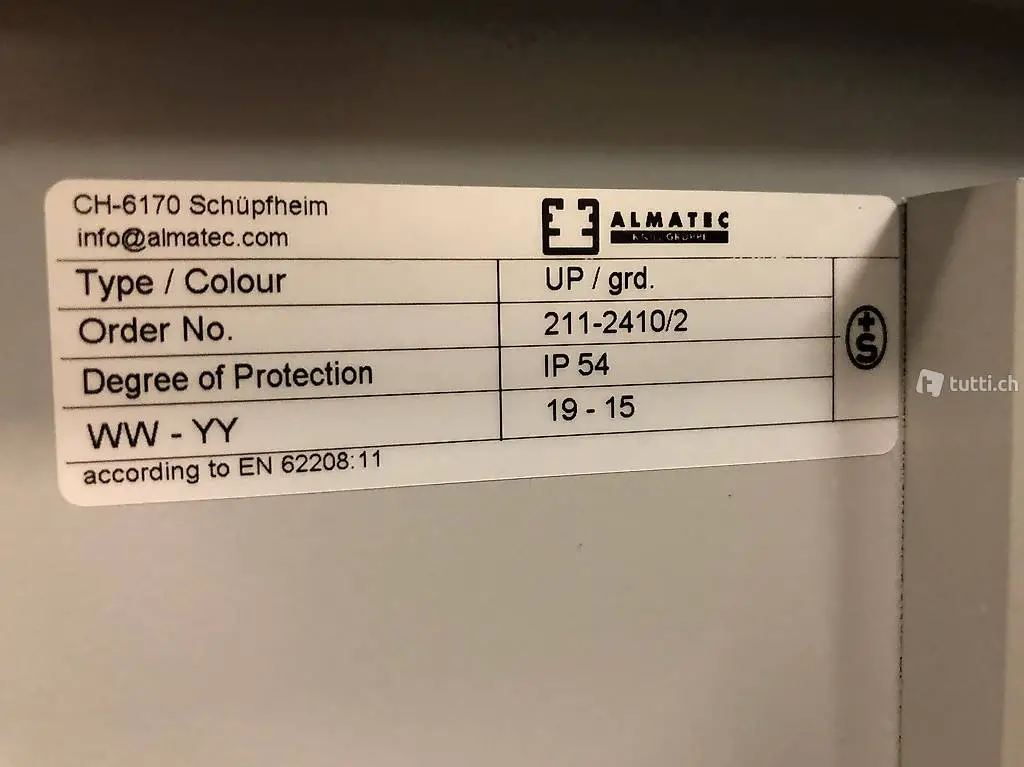 CH-6170 Schüpfheim
info@almatec.com
ALMATEC
GRUPPE
Type / Colour UP / grd.
Order No. 211-2410/2
Degree of Protection IP 54
WW - YY 19 - 15
according to EN 62208:11
+S
tutti.ch